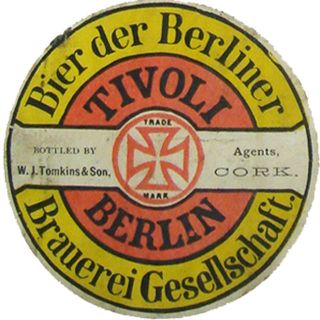 Bier der Berliner
TIVOLI
TRADE
BOTTLED BY
W. J. Tomkins & Son,
Agents,
CORK.
MARK
BERLIN
Brauerei Gesellschaft.